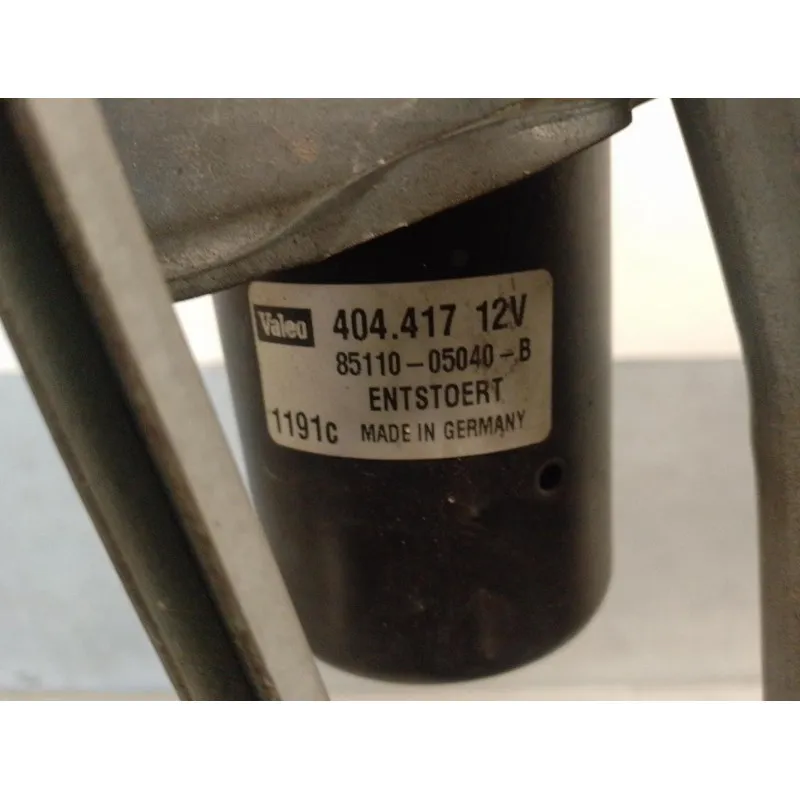 Valeo 404.417 12V
85110-05040-B
ENTSTOERT
1191c MADE IN GERMANY